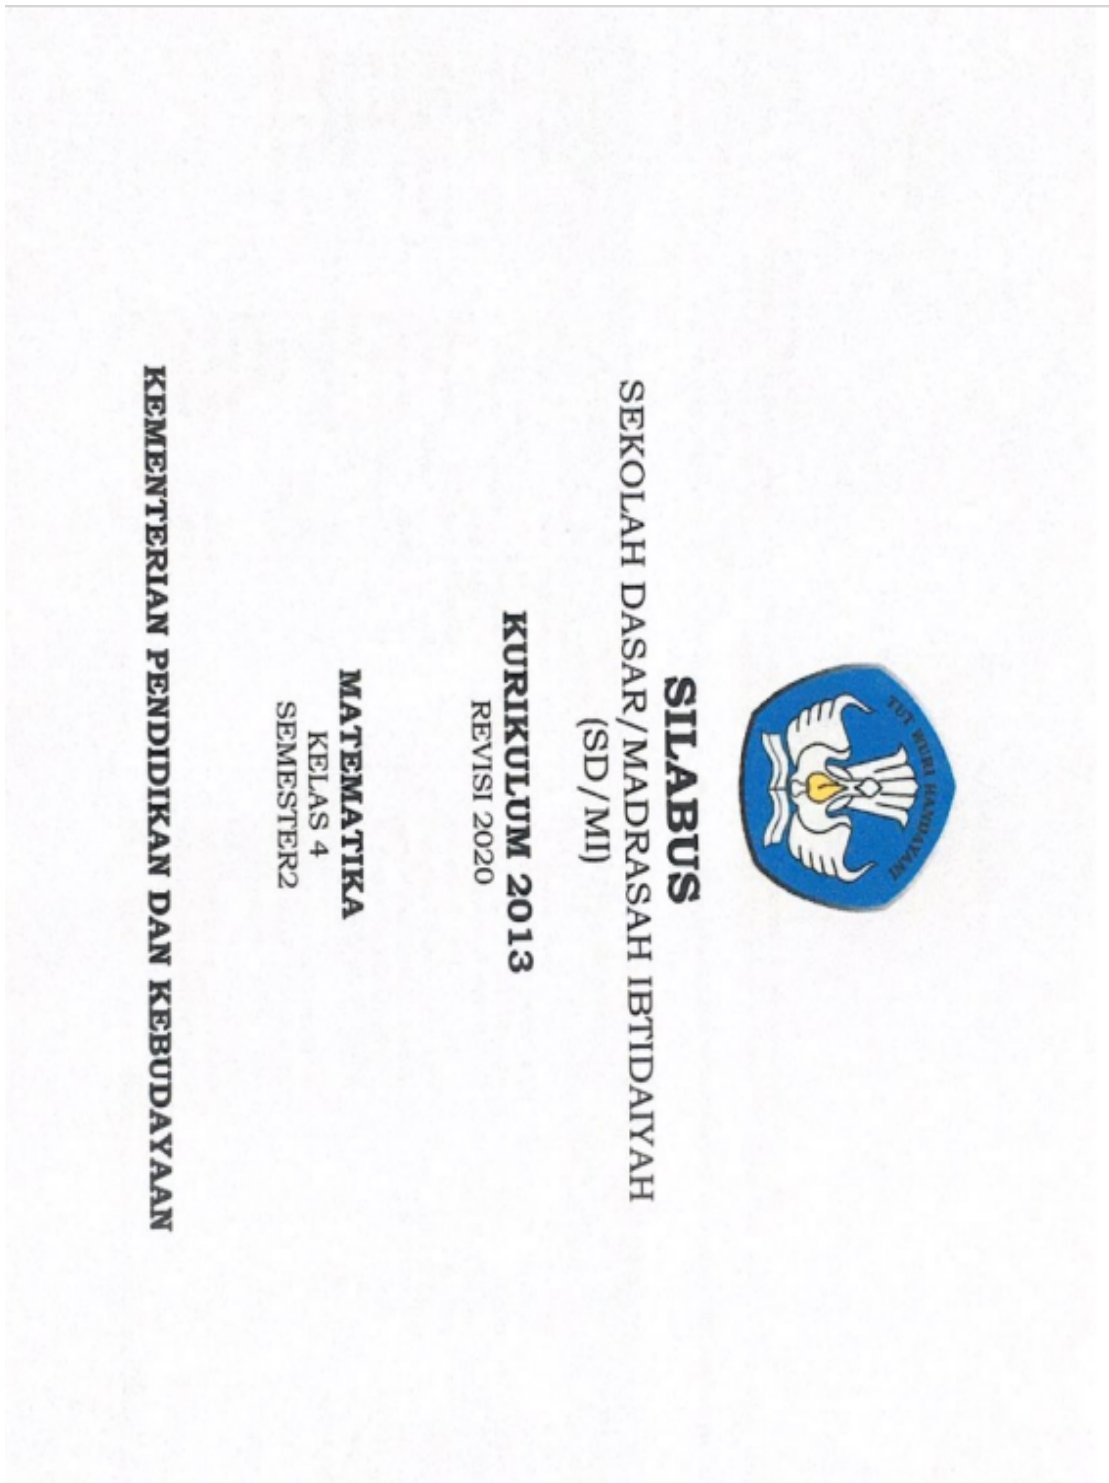 TUT WURI HANDAYANI
SILABUS
SEKOLAH DASAR/MADRASAH IBTIDAIYAH
(SD/MI)
KURIKULUM 2013
REVISI 2020
MATEMATIKA
KELAS 4
SEMESTER2
KEMENTERIAN PENDIDIKAN DAN KEBUDAYAAN